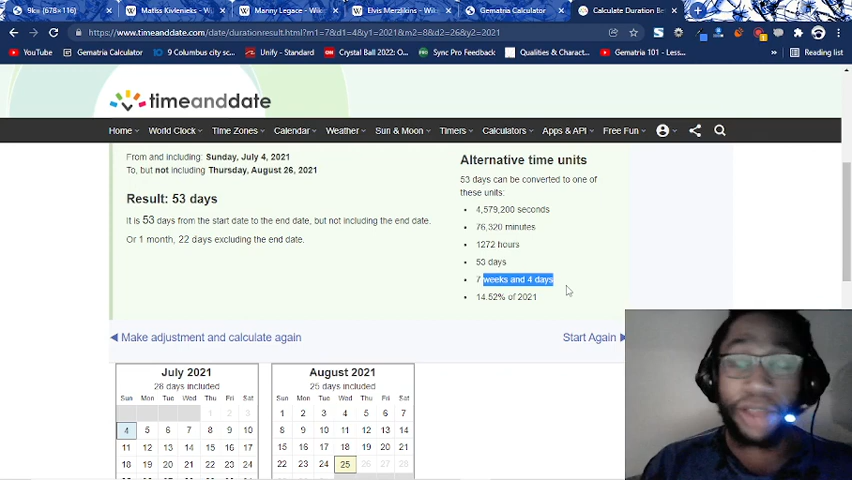 9k= (678×116)
Matiss Kivlenieks - W
Manny Legace - Wiki
Elvis Merzlikins - Wiki
Gematria Calculator
Calculate Duration Be
https://www.timeanddate.com/date/durationresult.html?m1=7&d1=4&y1=2021&m2=8&d2=26&y2=2021
YouTube
Gematria Calculator
9 Columbus city sc...
Unify - Standard
Crystal Ball 2022: O...
Sync Pro Feedback
Qualities & Charact...
Gematria 101 - Less...
Reading list
timeanddate
Home
World Clock
Time Zones
Calendar
Weather
Sun & Moon
Timers
Calculators
Apps & API
Free Fun
From and including: Sunday, July 4, 2021
To, but not including Thursday, August 26, 2021
Result: 53 days
It is 53 days from the start date to the end date, but not including the end date.
Or 1 month, 22 days excluding the end date.
Alternative time units
53 days can be converted to one of
these units:
• 4,579,200 seconds
• 76,320 minutes
• 1272 hours
• 53 days
• 7 weeks and 4 days
• 14.52% of 2021
Make adjustment and calculate again
Start Again
July 2021
28 days included
Sun Mon Tue Wed Thu Fri Sat
1 2 3
4 5 6 7 8 9 10
11 12 13 14 15 16 17
18 19 20 21 22 23 24
August 2021
25 days included
Sun Mon Tue Wed Thu Fri Sat
1 2 3 4 5 6 7
8 9 10 11 12 13 14
15 16 17 18 19 20 21
22 23 24 25 26 27 28